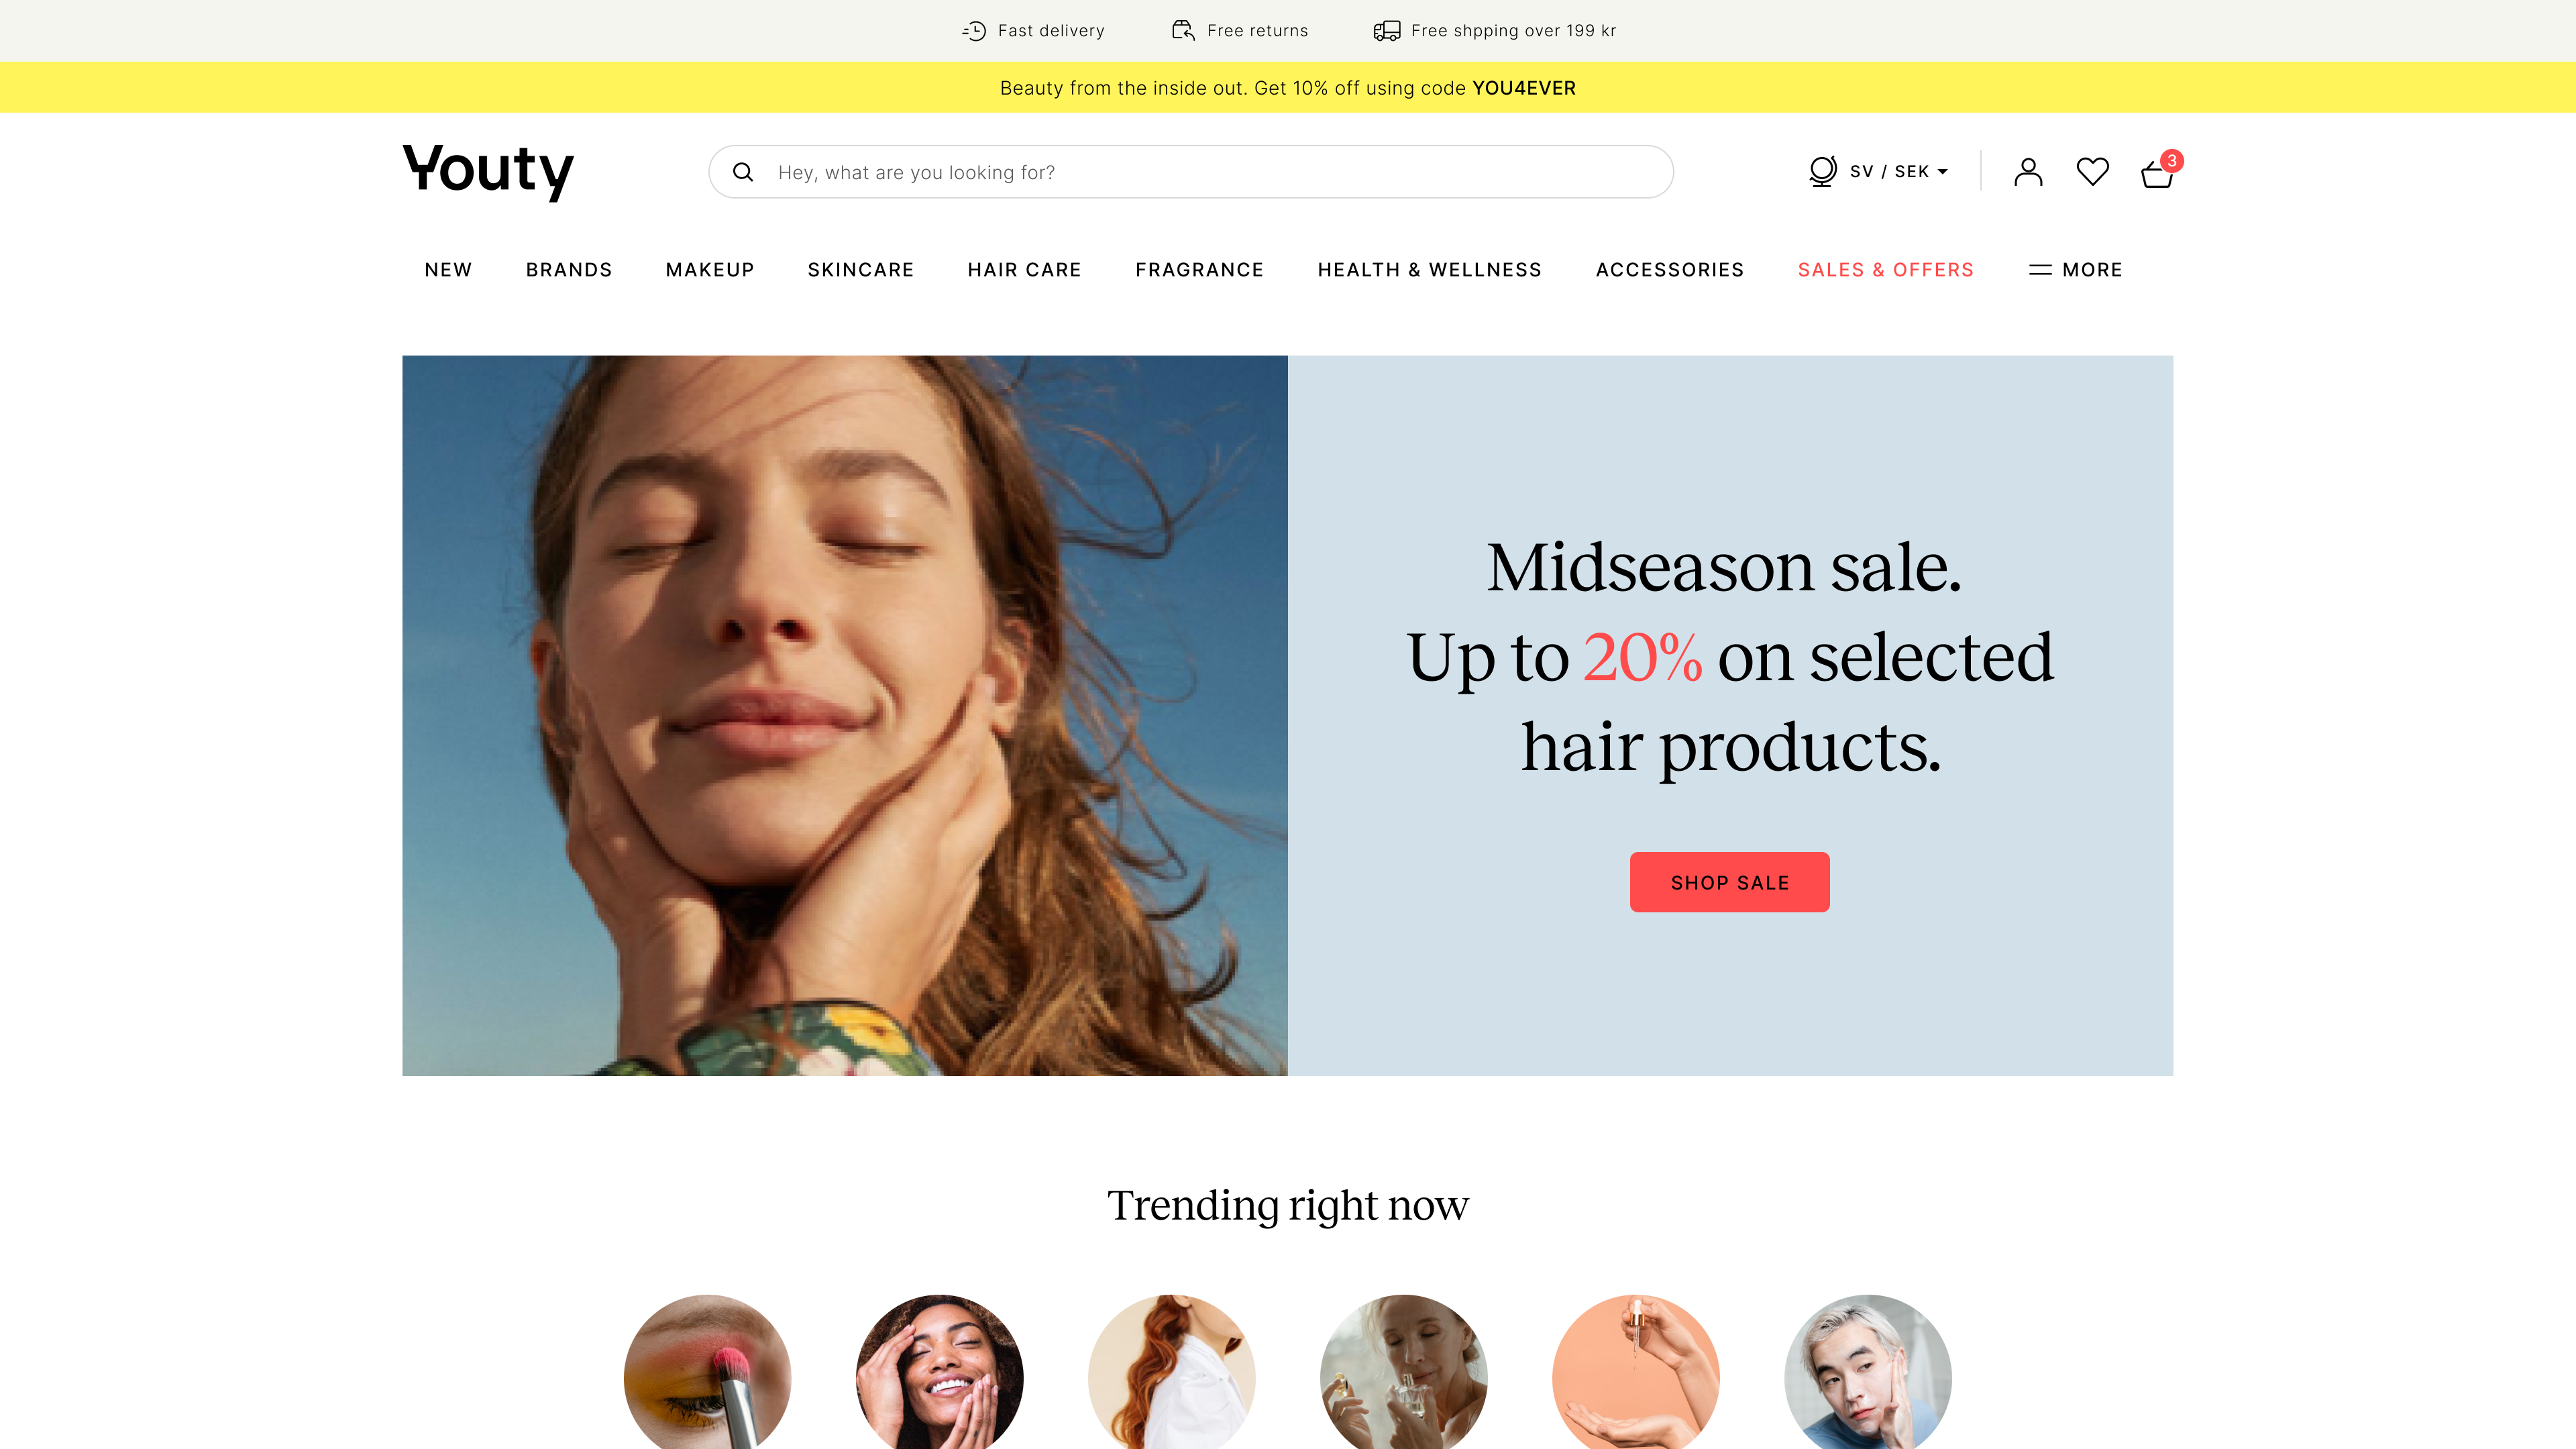 Fast delivery
Free returns
Free shpping over 199 kr
Beauty from the inside out. Get 10% off using code YOU4EVER
Youty
Hey, what are you looking for?
SV / SEK
3
NEW
BRANDS
MAKEUP
SKINCARE
HAIR CARE
FRAGRANCE
HEALTH & WELLNESS
ACCESSORIES
SALES & OFFERS
MORE
Midseason sale.
Up to 20% on selected
hair products.
SHOP SALE
Trending right now